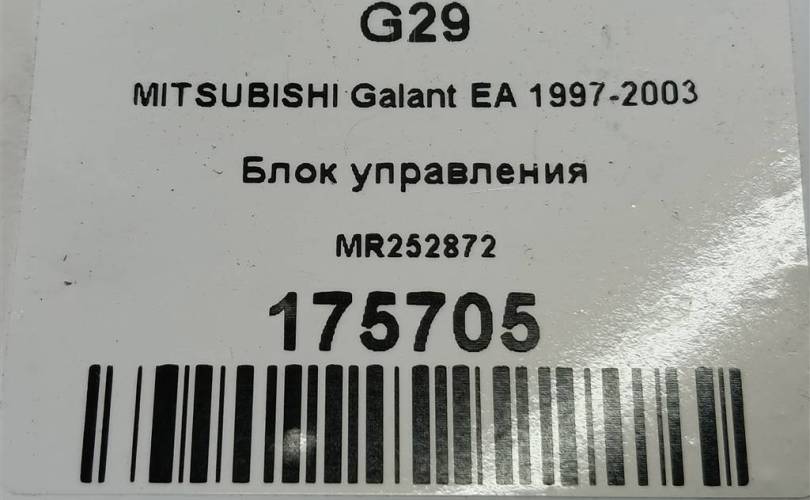 G29
MITSUBISHI Galant EA 1997-2003
Блок управления
MR252872
175705